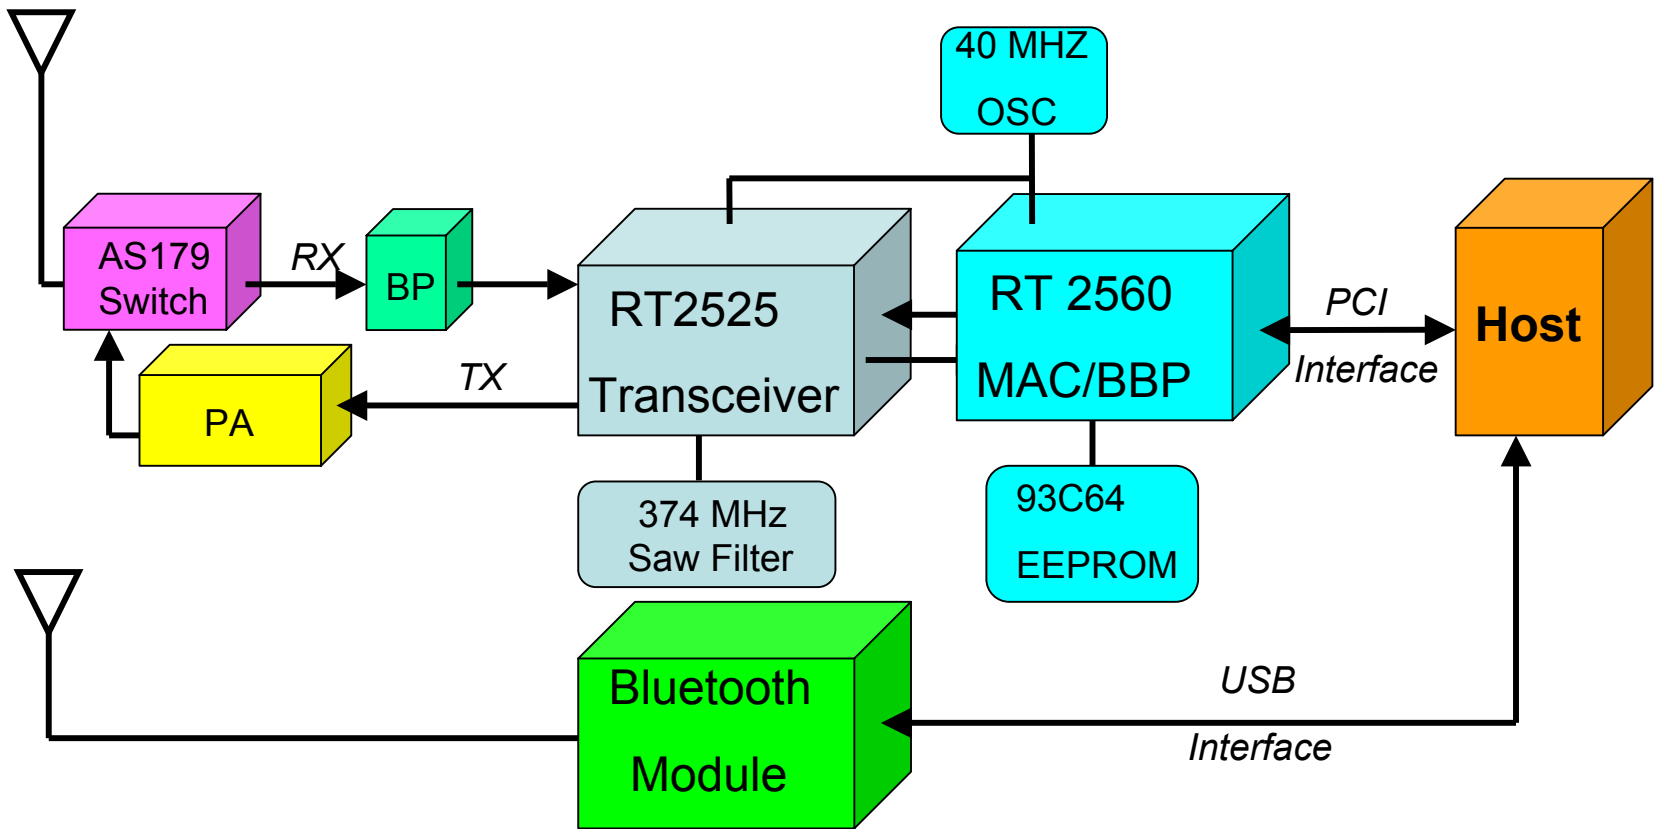 40 MHZ
OSC
AS179
Switch
RX
BP
RT2525
Transceiver
RT 2560
MAC/BBP
PCI
Interface
Host
TX
PA
374 MHz
Saw Filter
93C64
EEPROM
Bluetooth
Module
USB
Interface